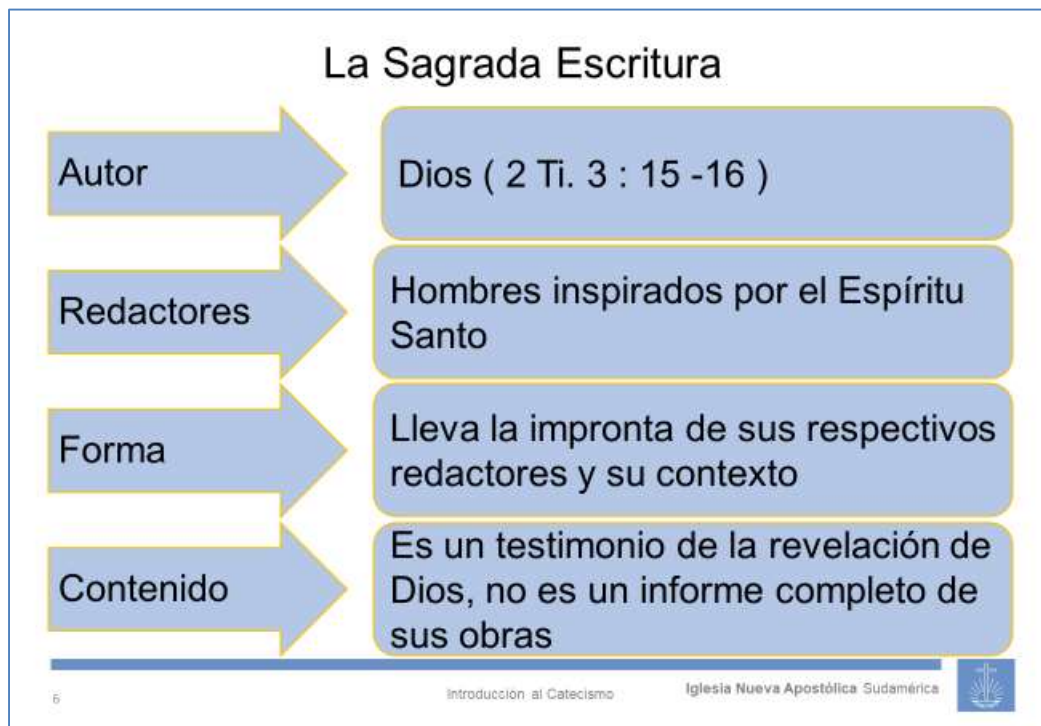 La Sagrada Escritura
Autor
Dios ( 2 Ti. 3 : 15 -16 )
Redactores
Hombres inspirados por el Espíritu
Santo
Forma
Lleva la impronta de sus respectivos
redactores y su contexto
Contenido
Es un testimonio de la revelación de
Dios, no es un informe completo de
sus obras
6
Introduccion al Catecismo
Iglesia Nueva Apostólica Sudamérica